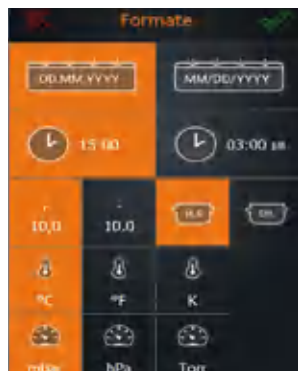 Formate
DD.MM.YYYY MM/DD/YYYY
15:00 03:00
10,0 10.0
°C °F K
mbar hPa Torr